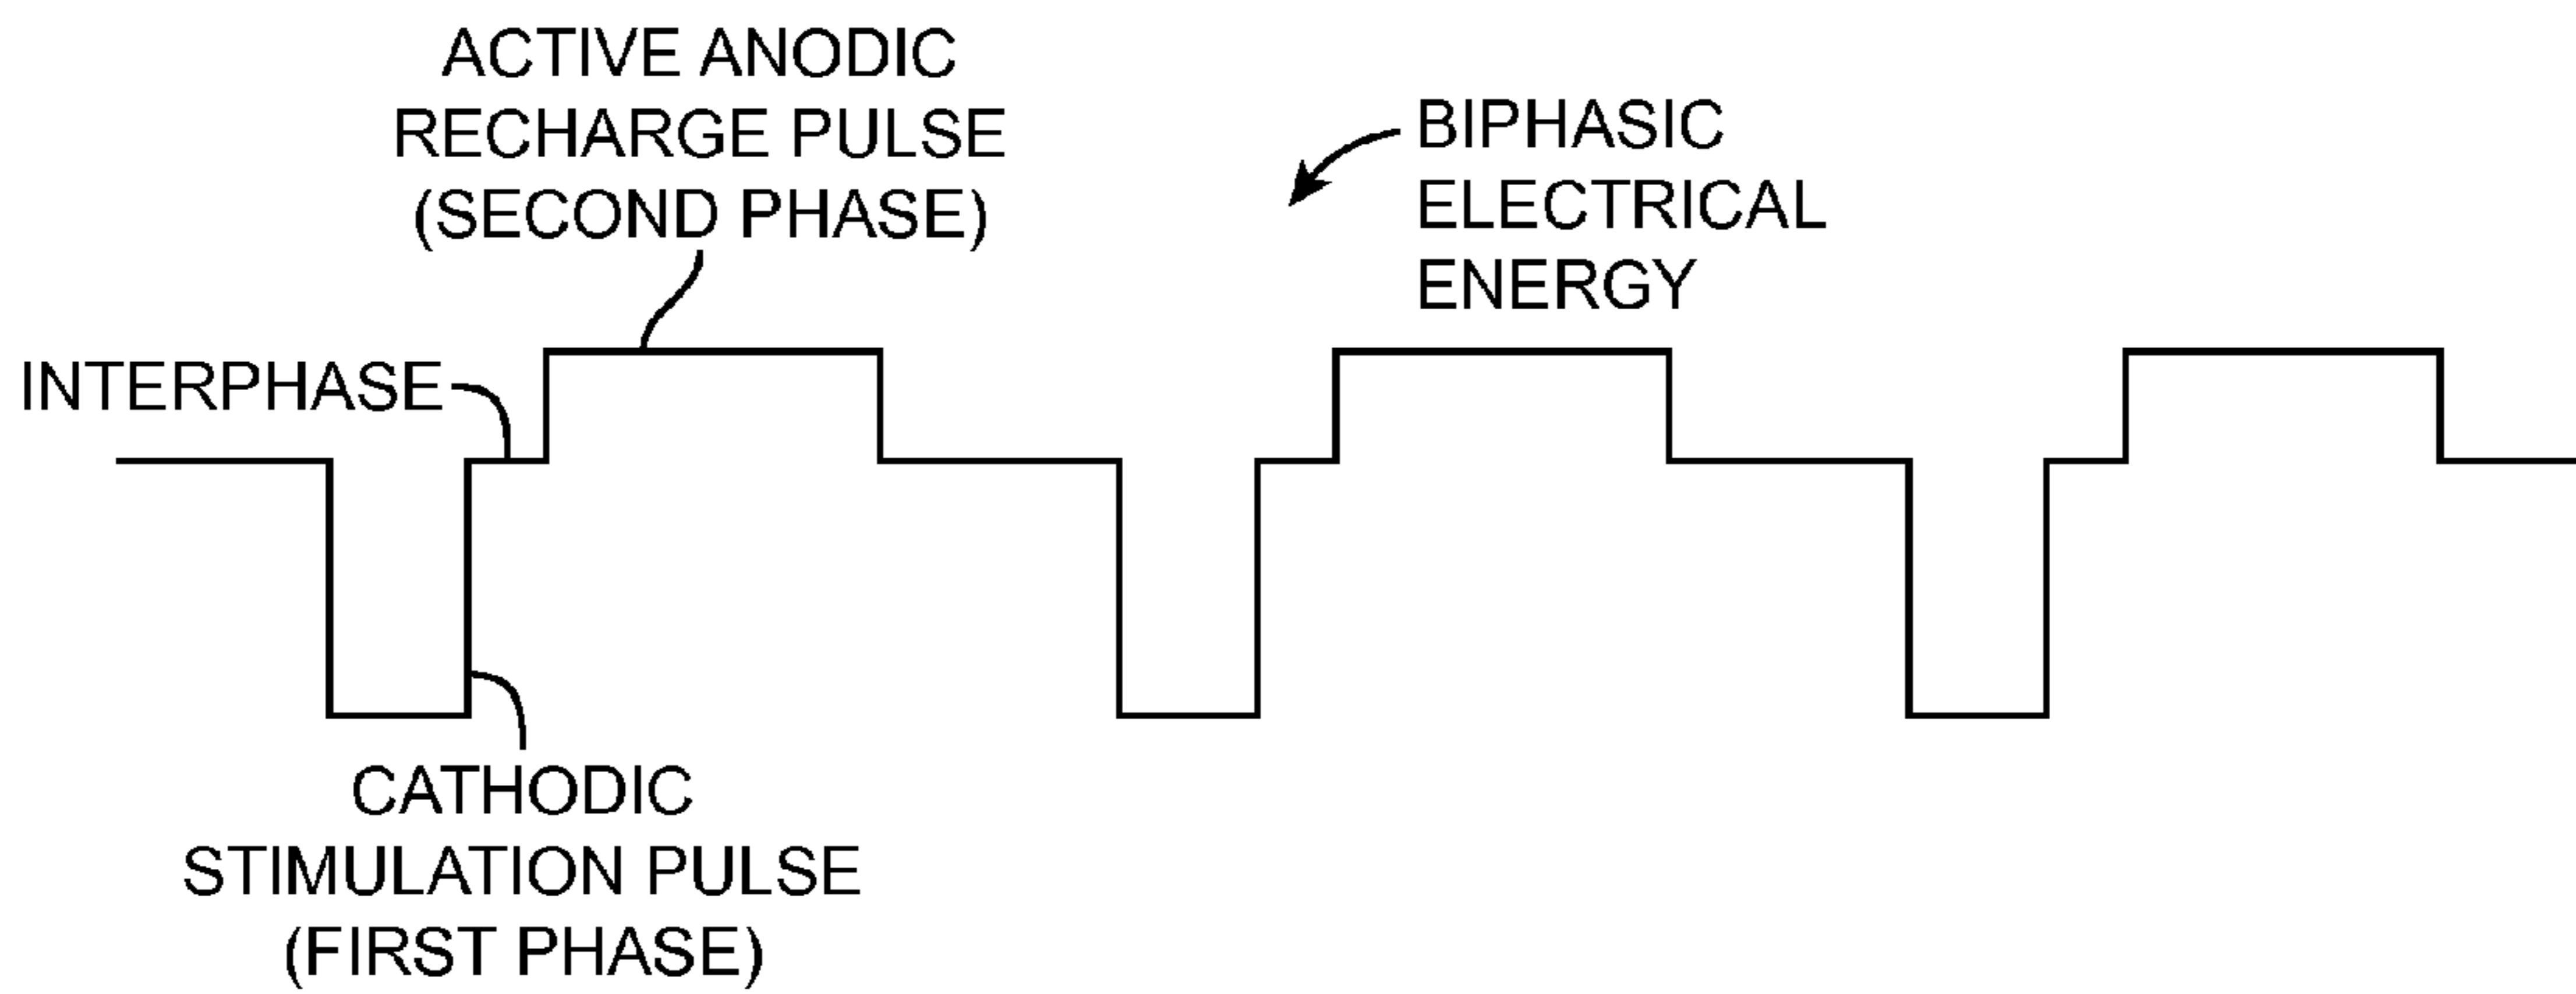 ACTIVE ANODIC
RECHARGE PULSE
(SECOND PHASE)
BIPHASIC
ELECTRICAL
ENERGY
INTERPHASE
CATHODIC
STIMULATION PULSE
(FIRST PHASE)